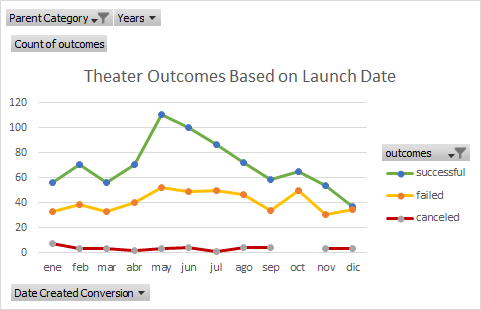 Parent Category Years
Count of outcomes
Theater Outcomes Based on Launch Date
120
100
80
60
40
20
0
ene feb mar abr may jun jul ago sep oct nov dic
outcomes
successful
failed
canceled
Date Created Conversion